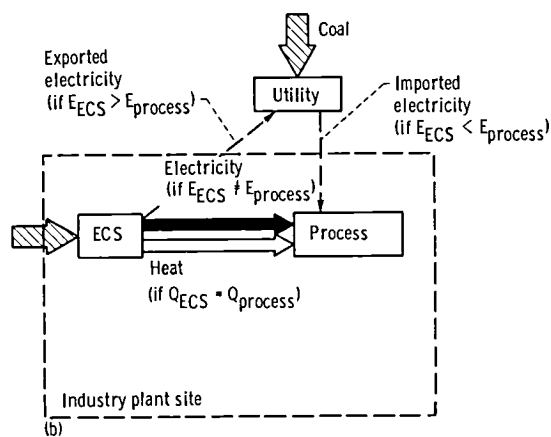 Coal
Exported
electricity
(if E_ECS > E_process)
Utility
Imported
electricity
(if E_ECS < E_process)
Electricity
(if E_ECS ≠ E_process)
ECS
Process
Heat
(if Q_ECS = Q_process)
Industry plant site
(b)